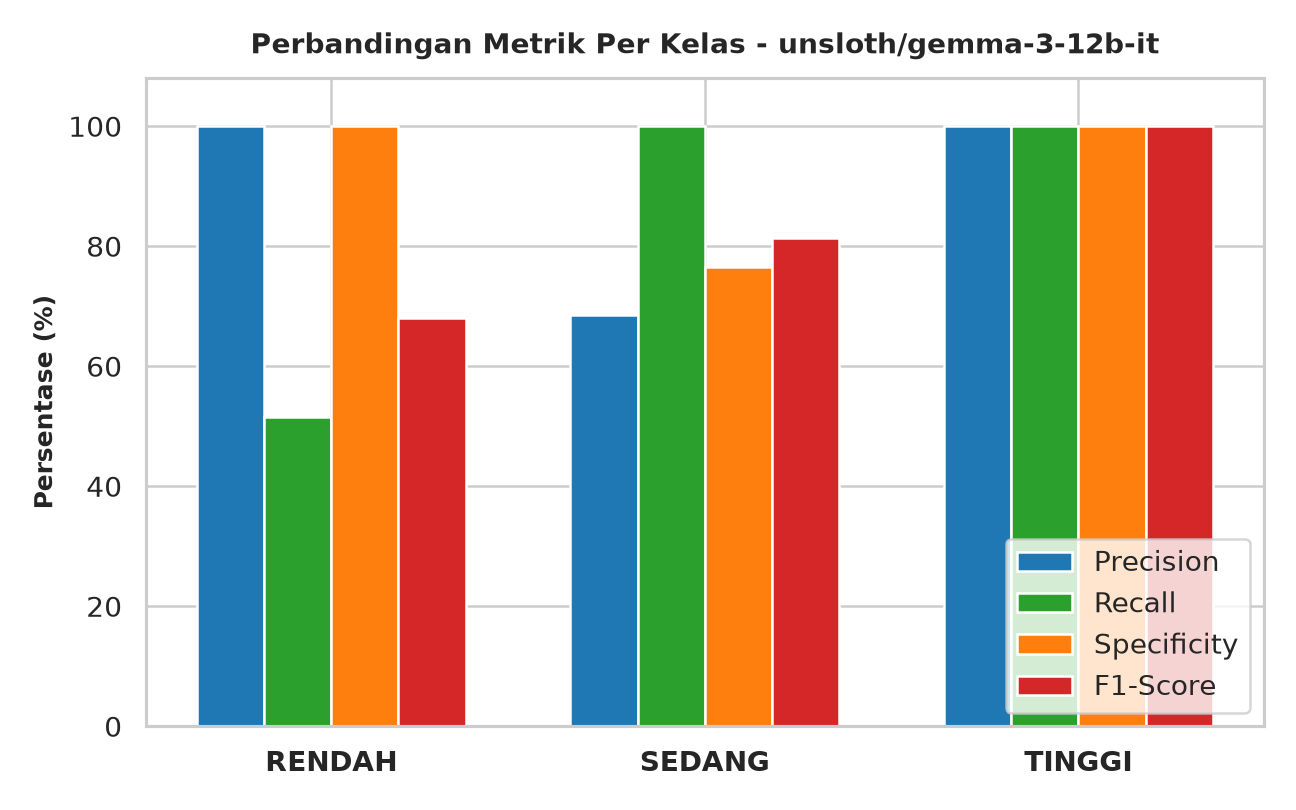 Perbandingan Metrik Per Kelas - unsloth/gemma-3-12b-it
Persentase (%)
100
80
60
40
20
0
RENDAH
SEDANG
TINGGI
Precision
Recall
Specificity
F1-Score